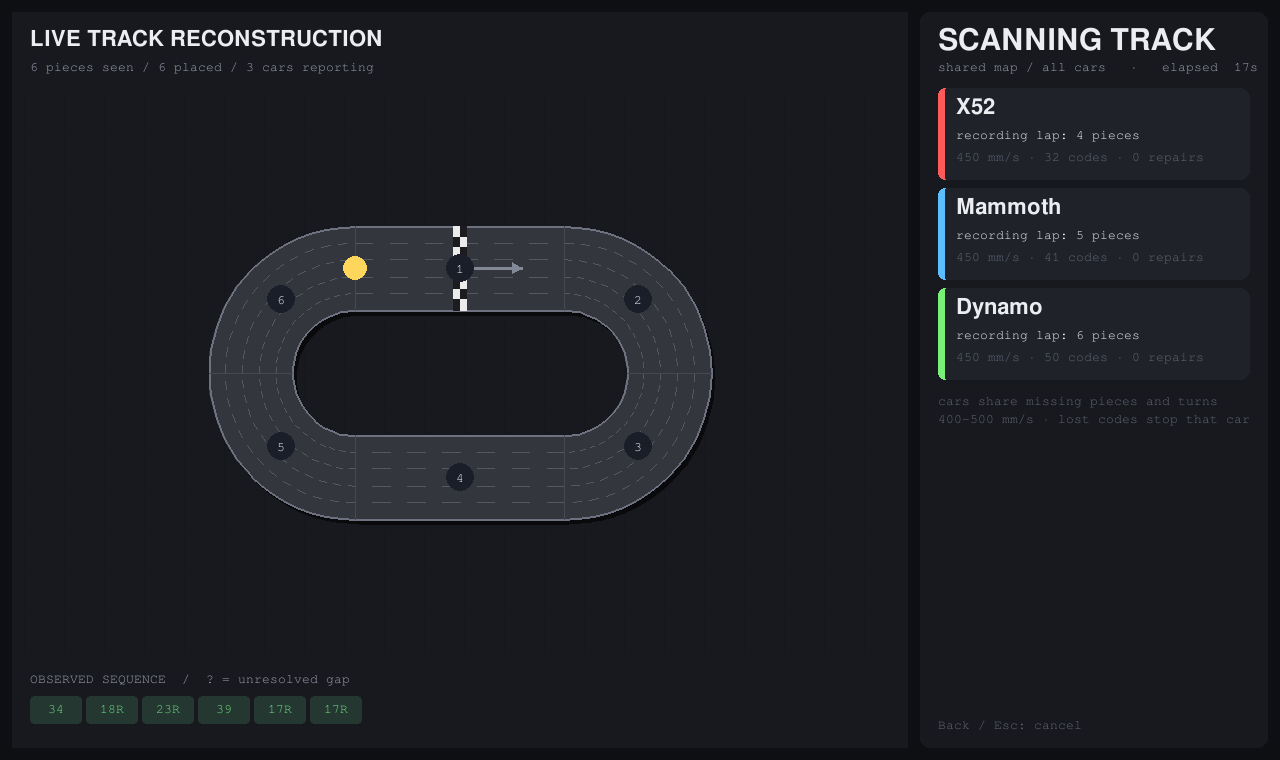 LIVE TRACK RECONSTRUCTION
6 pieces seen / 6 placed / 3 cars reporting
1
2
3
4
5
6
OBSERVED SEQUENCE / ? = unresolved gap
34 18R 23R 39 17R 17R
SCANNING TRACK
shared map / all cars · elapsed 17s
X52
recording lap: 4 pieces
450 mm/s · 32 codes · 0 repairs
Mammoth
recording lap: 5 pieces
450 mm/s · 41 codes · 0 repairs
Dynamo
recording lap: 6 pieces
450 mm/s · 50 codes · 0 repairs
cars share missing pieces and turns
400-500 mm/s · lost codes stop that car
Back / Esc: cancel